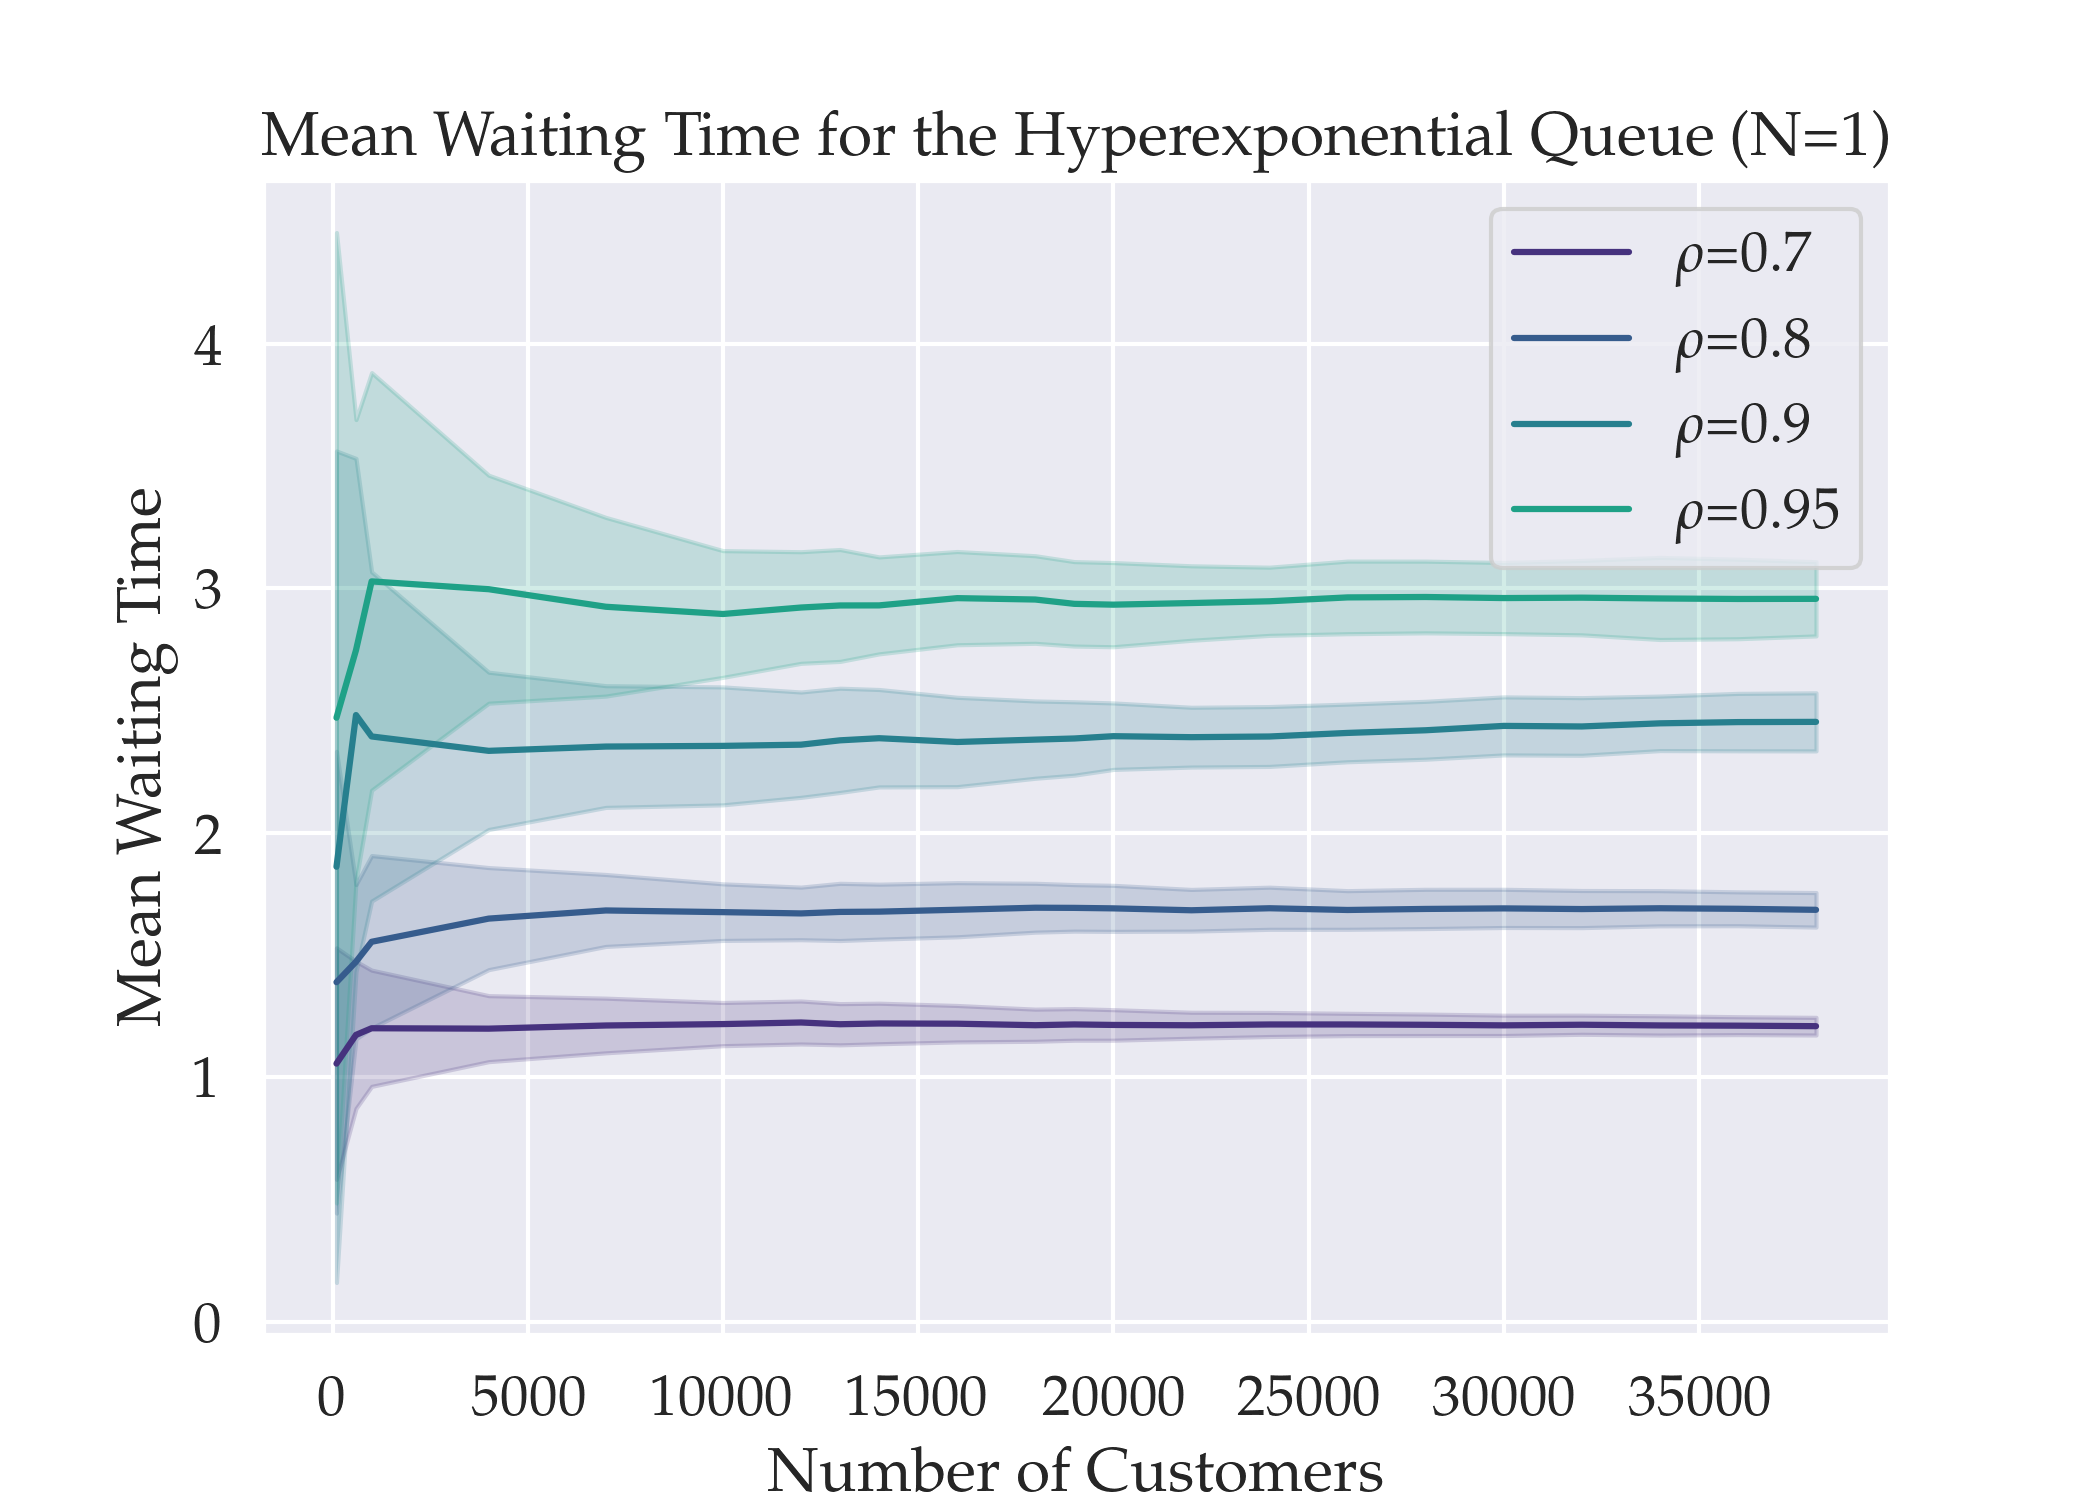 Mean Waiting Time for the Hyperexponential Queue (N=1)
ρ=0.7
ρ=0.8
ρ=0.9
ρ=0.95
Mean Waiting Time
4
3
2
1
0
0 5000 10000 15000 20000 25000 30000 35000
Number of Customers